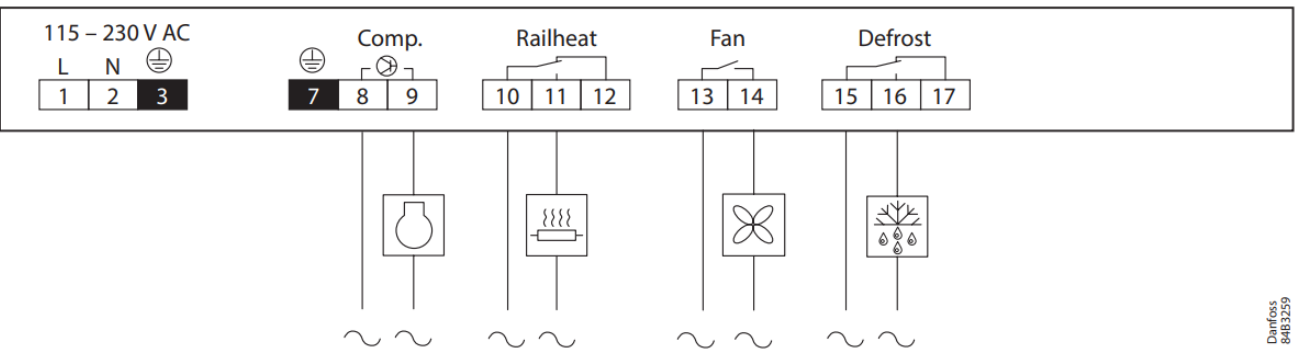 115 – 230 V AC
Comp.
Railheat
Fan
Defrost
L N
1 2 3
7 8 9
10 11 12
13 14
15 16 17
Danfoss
84B3259